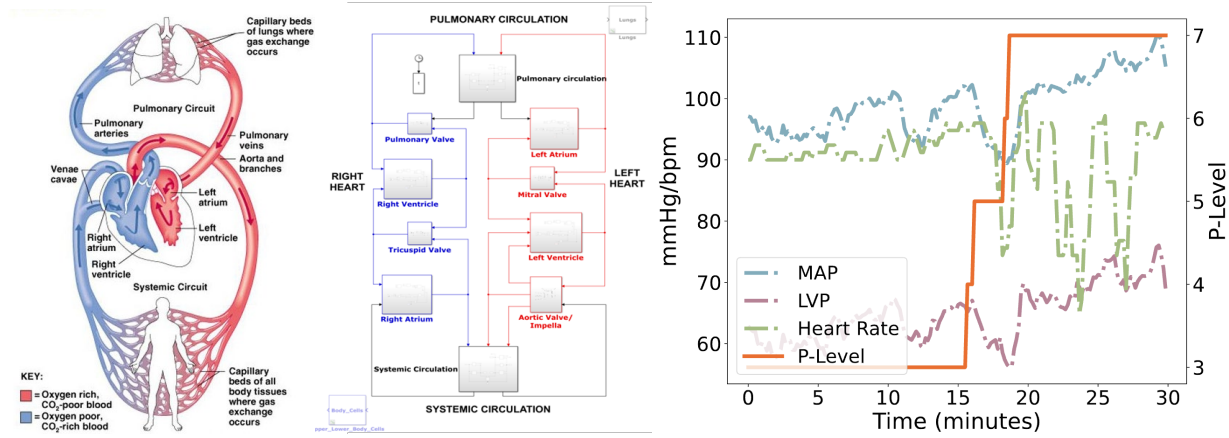 Capillary beds
of lungs where
gas exchange
occurs
Pulmonary Circuit
Pulmonary
arteries
Pulmonary
veins
Aorta and
branches
Venae
cavae
Left
atrium
Left
ventricle
Right
atrium
Right
ventricle
Systemic Circuit
KEY:
= Oxygen rich,
CO2-poor blood
= Oxygen poor,
CO2-rich blood
Capillary
beds of all
body tissues
where gas
exchange
occurs
PULMONARY CIRCULATION
Lungs
Lungs
Pulmonary circulation
Pulmonary Valve
Left Atrium
RIGHT
HEART
LEFT
HEART
Mitral Valve
Right Ventricle
Tricuspid Valve
Left Ventricle
Right Atrium
Aortic Valve/
Impella
Systemic Circulation
SYSTEMIC CIRCULATION
Body_Cells
pper_Lower_Body_Cells
mmHg/bpm
110
100
90
80
70
60
MAP
LVP
Heart Rate
P-Level
0 5 10 15 20 25 30
Time (minutes)
7
6
5
4
3
P-Level